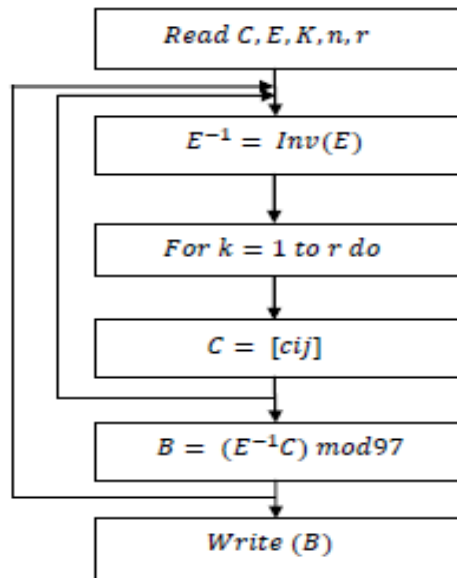 Read C, E, K, n, r
E⁻¹ = Inv(E)
For k = 1 to r do
C = [cij]
B = (E⁻¹C) mod97
Write (B)